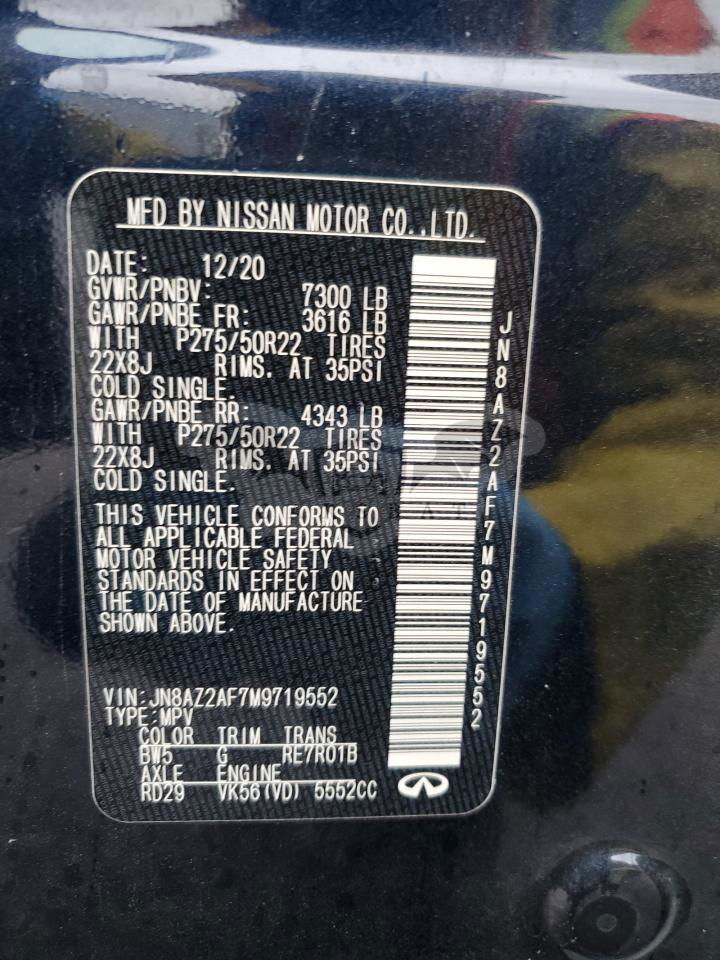 MFD BY NISSAN MOTOR CO.,LTD.
DATE: 12/20
GVWR/PNBV: 7300 LB
GAWR/PNBE FR: 3616 LB
WITH P275/50R22 TIRES
22X8J RIMS. AT 35PSI
COLD SINGLE.
GAWR/PNBE RR: 4343 LB
WITH P275/50R22 TIRES
22X8J RIMS. AT 35PSI
COLD SINGLE.
THIS VEHICLE CONFORMS TO
ALL APPLICABLE FEDERAL
MOTOR VEHICLE SAFETY
STANDARDS IN EFFECT ON
THE DATE OF MANUFACTURE
SHOWN ABOVE.
VIN:JN8AZ2AF7M9719552
TYPE:MPV
COLOR TRIM TRANS
BW5 G RE7R01B
AXLE ENGINE
RD29 VK56(VD) 5552CC
JN8AZ2AF7M9719552